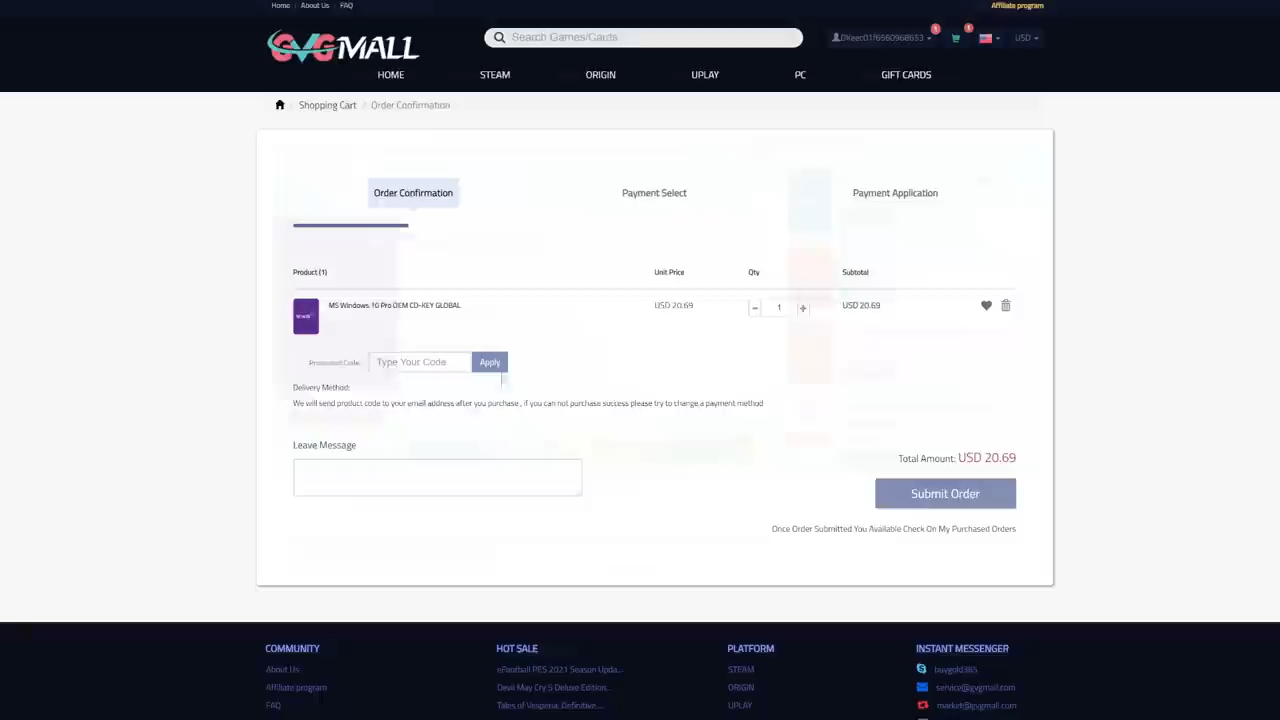 Home About Us FAQ
Affiliate program
GVGMALL
Search Games/Cards
1
1
USD
HOME STEAM ORIGIN UPLAY PC GIFT CARDS
Shopping Cart / Order Confirmation
Order Confirmation Payment Select Payment Application
Product (1) Unit Price Qty Subtotal
MS Windows 10 Pro OEM CD-KEY GLOBAL USD 20.69 − 1 + USD 20.69
Promotion Code: Type Your Code Apply
Delivery Method:
We will send product code to your email address after you purchase , if you can not purchase success please try to change a payment method
Leave Message
Total Amount: USD 20.69
Submit Order
Once Order Submitted You Available Check On My Purchased Orders
COMMUNITY HOT SALE PLATFORM INSTANT MESSENGER
About Us eFootball PES 2021 Season Upda... STEAM buygold365
Affiliate program Devil May Cry 5 Deluxe Edition... ORIGIN service@gvgmall.com
FAQ Tales of Vesperia: Definitive.... UPLAY market@gvgmall.com